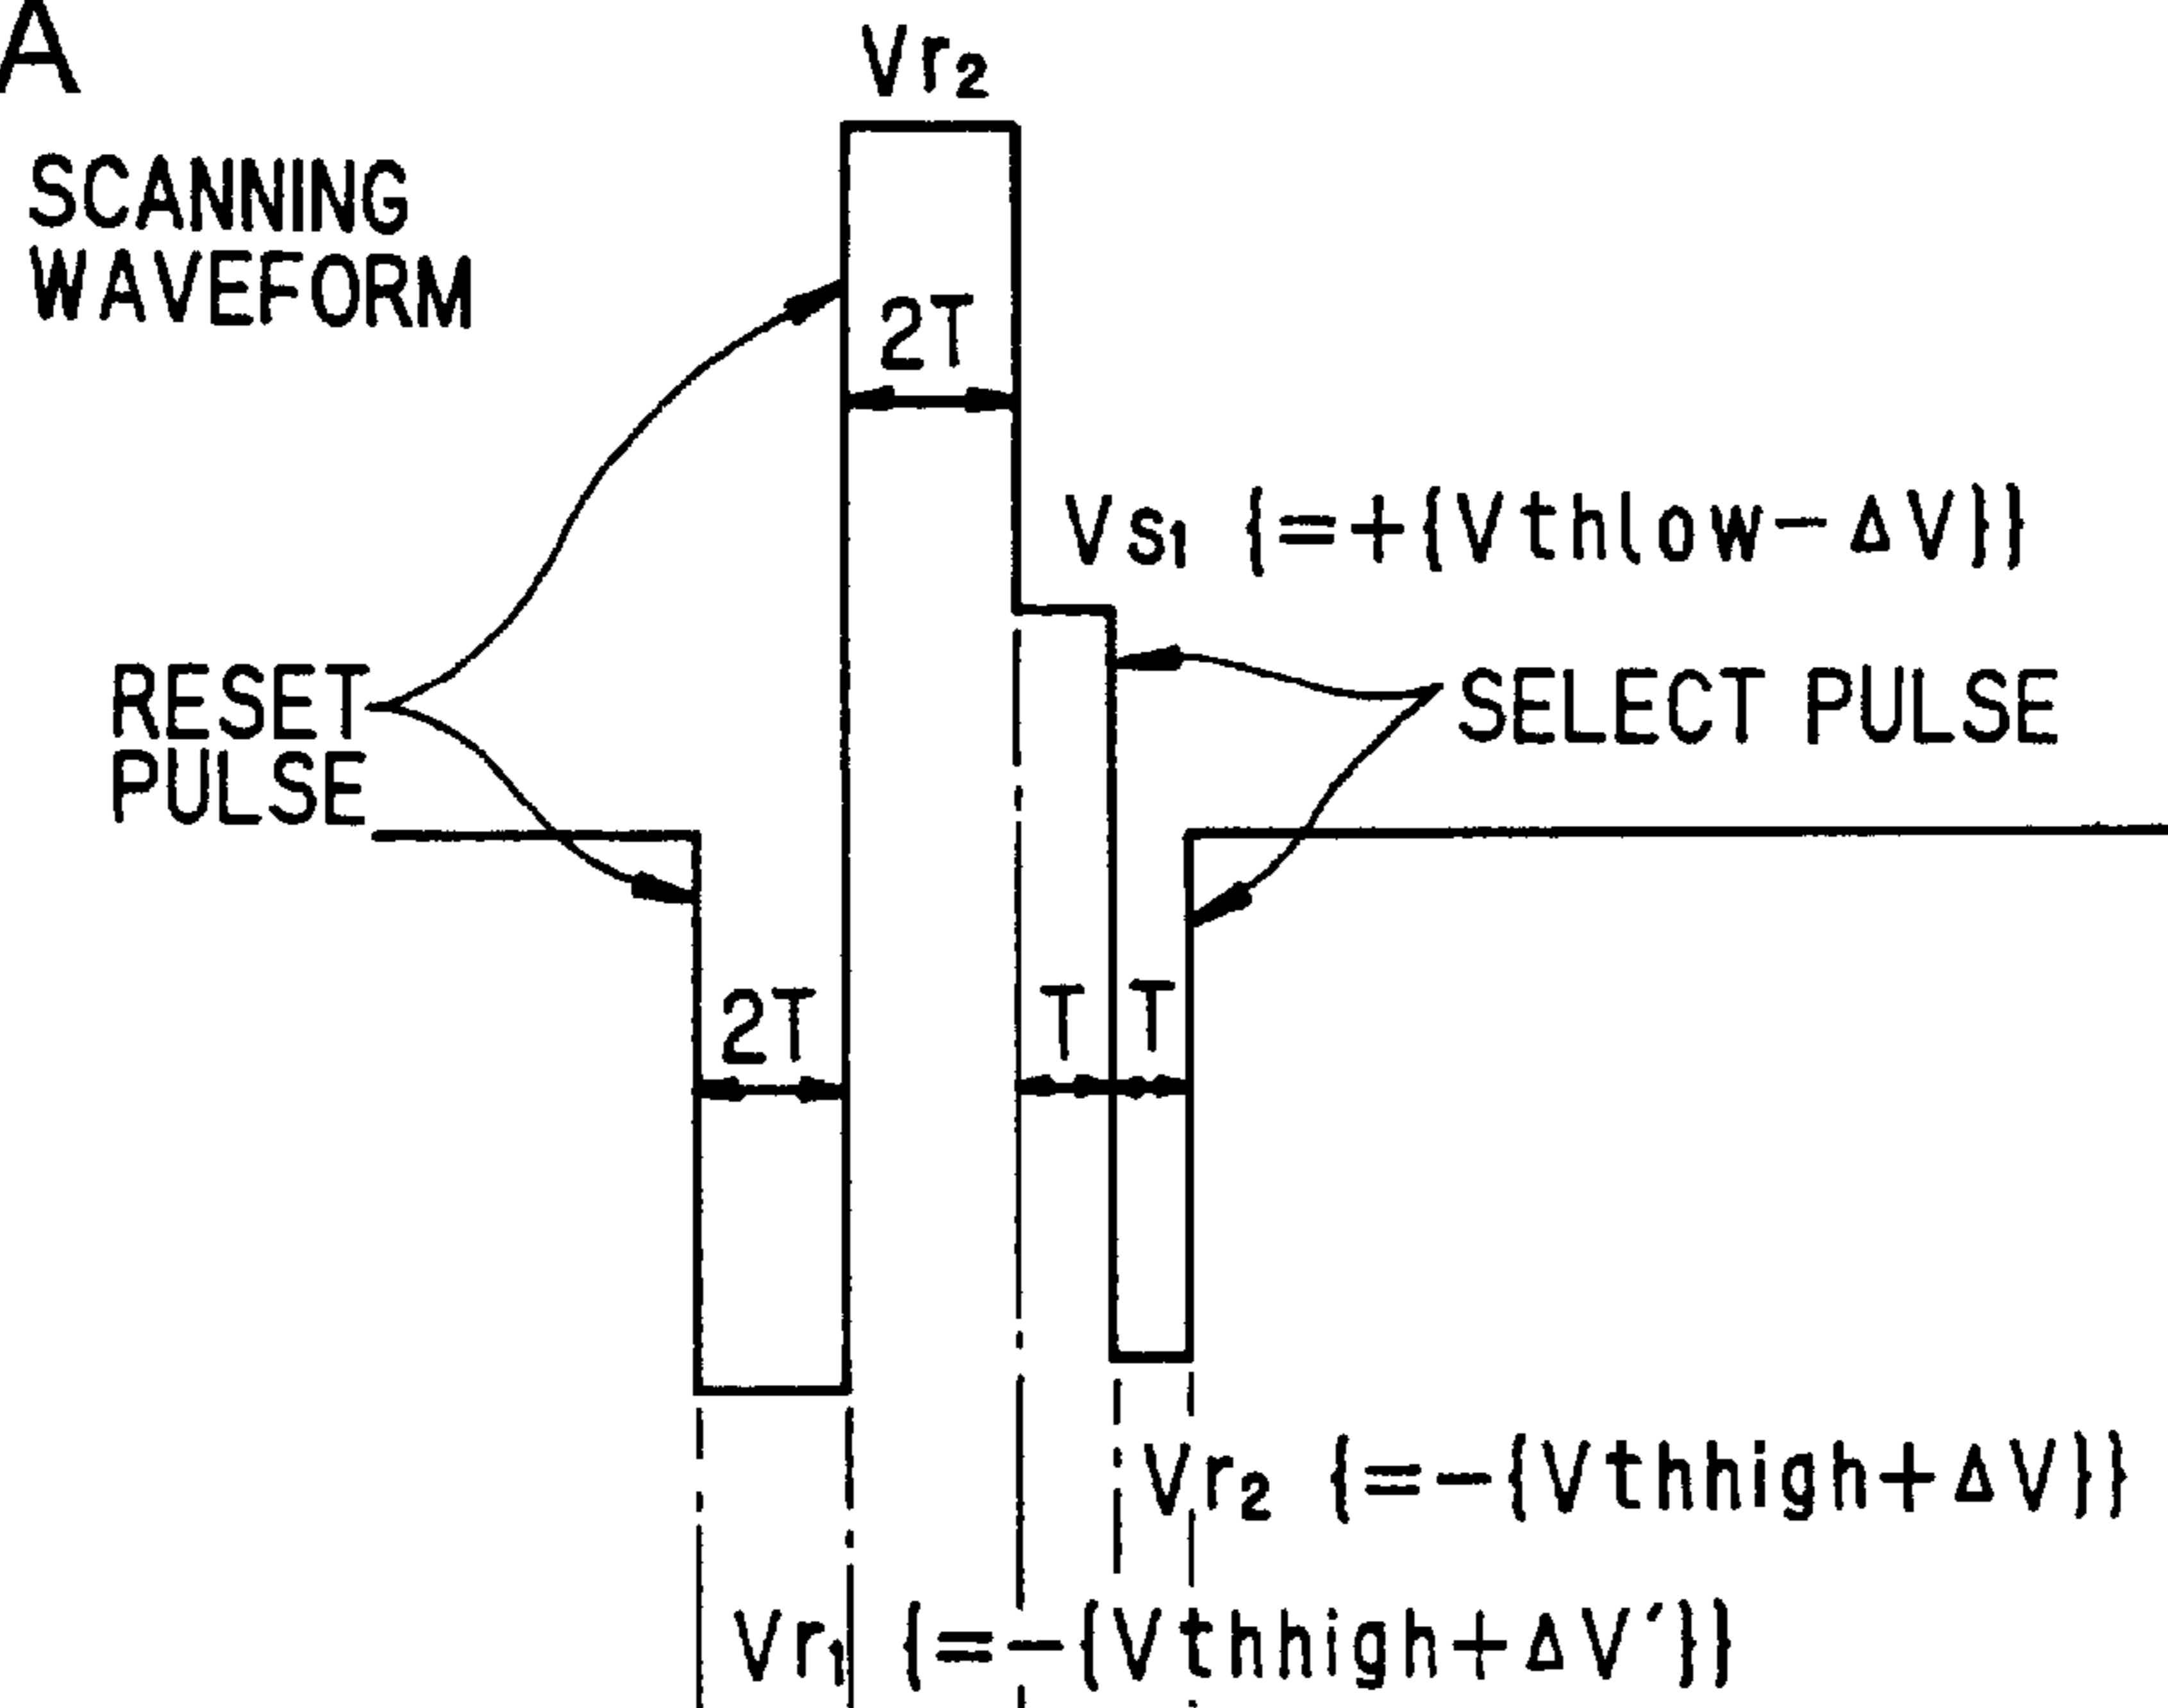 A
Vr₂
SCANNING
WAVEFORM
2T
Vs₁ {=+{Vthlow-ΔV}}
RESET
PULSE
SELECT PULSE
2T
T
T
Vr₂ {=-{Vthhigh+ΔV}}
Vr₁ {=-{Vthhigh+ΔV´}}